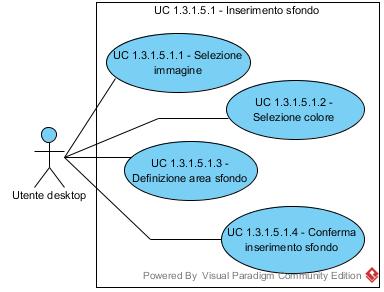 UC 1.3.1.5.1 - Inserimento sfondo
UC 1.3.1.5.1.1 - Selezione
immagine
UC 1.3.1.5.1.2 -
Selezione colore
UC 1.3.1.5.1.3 -
Definizione area sfondo
Utente desktop
UC 1.3.1.5.1.4 - Conferma
inserimento sfondo
Powered By Visual Paradigm Community Edition